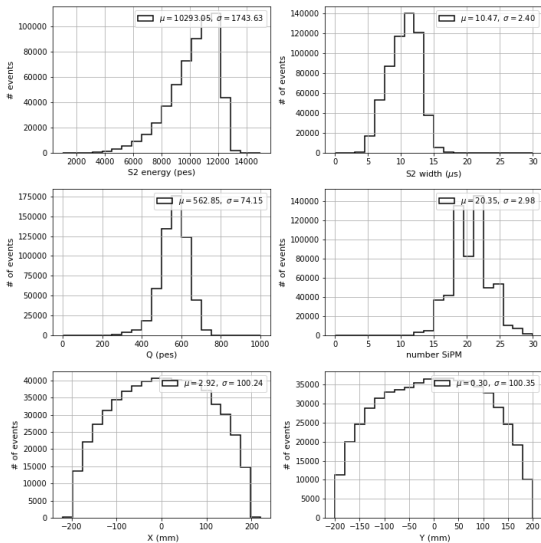 μ=10293.05, σ=1743.63
# events
100000
80000
60000
40000
20000
0
2000 4000 6000 8000 10000 12000 14000
S2 energy (pes)
μ=10.47, σ=2.40
# of events
140000
120000
100000
80000
60000
40000
20000
0
0 5 10 15 20 25 30
S2 width (μs)
μ=562.85, σ=74.15
# of events
175000
150000
125000
100000
75000
50000
25000
0
0 200 400 600 800 1000
Q (pes)
μ=20.35, σ=2.98
# of events
140000
120000
100000
80000
60000
40000
20000
0
0 5 10 15 20 25 30
number SiPM
μ=2.92, σ=100.24
# of events
40000
35000
30000
25000
20000
15000
10000
5000
0
−200 −100 0 100 200
X (mm)
μ=0.30, σ=100.35
# of events
35000
30000
25000
20000
15000
10000
5000
0
−200 −150 −100 −50 0 50 100 150 200
Y (mm)